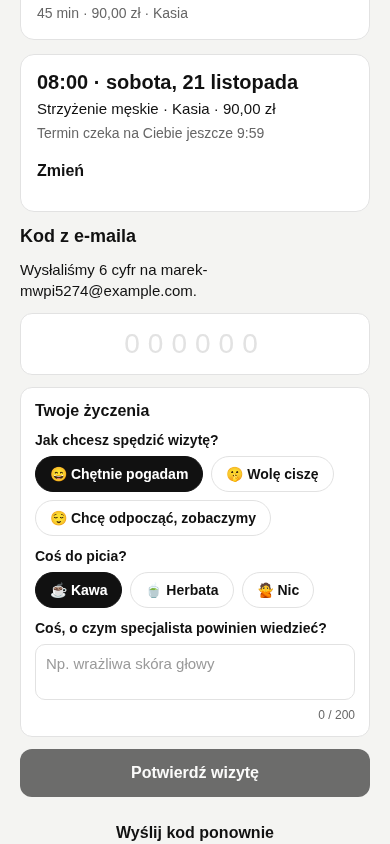 45 min · 90,00 zł · Kasia
08:00 · sobota, 21 listopada
Strzyżenie męskie · Kasia · 90,00 zł
Termin czeka na Ciebie jeszcze 9:59
Zmień
Kod z e-maila
Wysłaliśmy 6 cyfr na marek-
mwpi5274@example.com.
000000
Twoje życzenia
Jak chcesz spędzić wizytę?
😄 Chętnie pogadam
🤫 Wolę ciszę
😌 Chcę odpocząć, zobaczymy
Coś do picia?
☕ Kawa
🍵 Herbata
🙅 Nic
Coś, o czym specjalista powinien wiedzieć?
Np. wrażliwa skóra głowy
0 / 200
Potwierdź wizytę
Wyślij kod ponownie